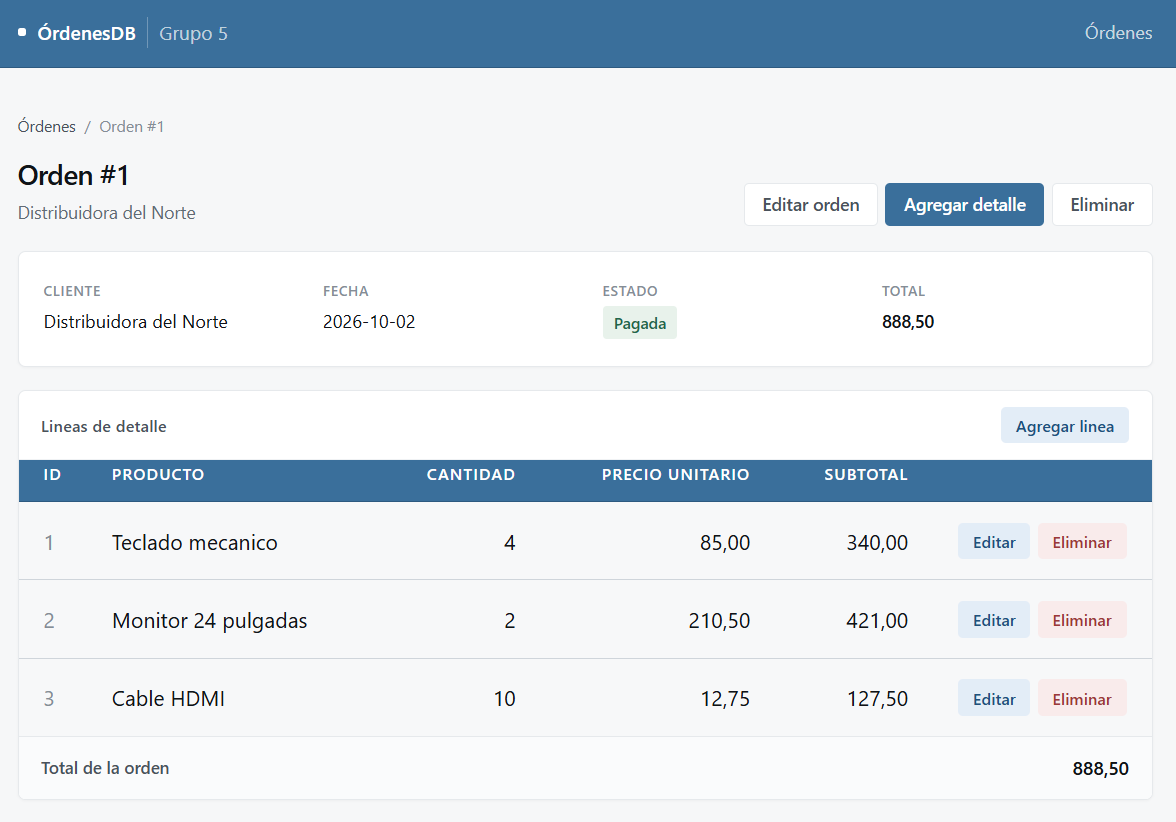 ÓrdenesDB Grupo 5 Órdenes
Órdenes / Orden #1
Orden #1
Distribuidora del Norte
Editar orden Agregar detalle Eliminar
CLIENTE FECHA ESTADO TOTAL
Distribuidora del Norte 2026-10-02 Pagada 888,50
Lineas de detalle Agregar linea
ID PRODUCTO CANTIDAD PRECIO UNITARIO SUBTOTAL
1 Teclado mecanico 4 85,00 340,00 Editar Eliminar
2 Monitor 24 pulgadas 2 210,50 421,00 Editar Eliminar
3 Cable HDMI 10 12,75 127,50 Editar Eliminar
Total de la orden 888,50